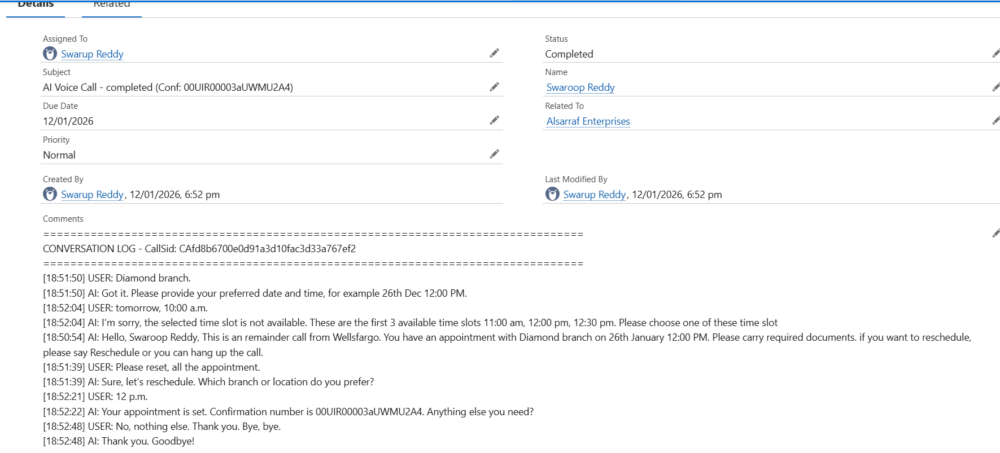 Details
Related
Assigned To
Swarup Reddy
Status
Completed
Subject
AI Voice Call - completed (Conf: 00UIR00003aUWMU2A4)
Name
Swaroop Reddy
Due Date
12/01/2026
Related To
Alsarraf Enterprises
Priority
Normal
Created By
Swarup Reddy, 12/01/2026, 6:52 pm
Last Modified By
Swarup Reddy, 12/01/2026, 6:52 pm
Comments
================================================================================
CONVERSATION LOG - CallSid: CAfd8b6700e0d91a3d10fac3d33a767ef2
================================================================================
[18:51:50] USER: Diamond branch.
[18:51:50] AI: Got it. Please provide your preferred date and time, for example 26th Dec 12:00 PM.
[18:52:04] USER: tomorrow, 10:00 a.m.
[18:52:04] AI: I'm sorry, the selected time slot is not available. These are the first 3 available time slots 11:00 am, 12:00 pm, 12:30 pm. Please choose one of these time slot
[18:50:54] AI: Hello, Swaroop Reddy, This is an remainder call from Wellsfargo. You have an appointment with Diamond branch on 26th January 12:00 PM. Please carry required documents. if you want to reschedule,
please say Reschedule or you can hang up the call.
[18:51:39] USER: Please reset, all the appointment.
[18:51:39] AI: Sure, let's reschedule. Which branch or location do you prefer?
[18:52:21] USER: 12 p.m.
[18:52:22] AI: Your appointment is set. Confirmation number is 00UIR00003aUWMU2A4. Anything else you need?
[18:52:48] USER: No, nothing else. Thank you. Bye, bye.
[18:52:48] AI: Thank you. Goodbye!